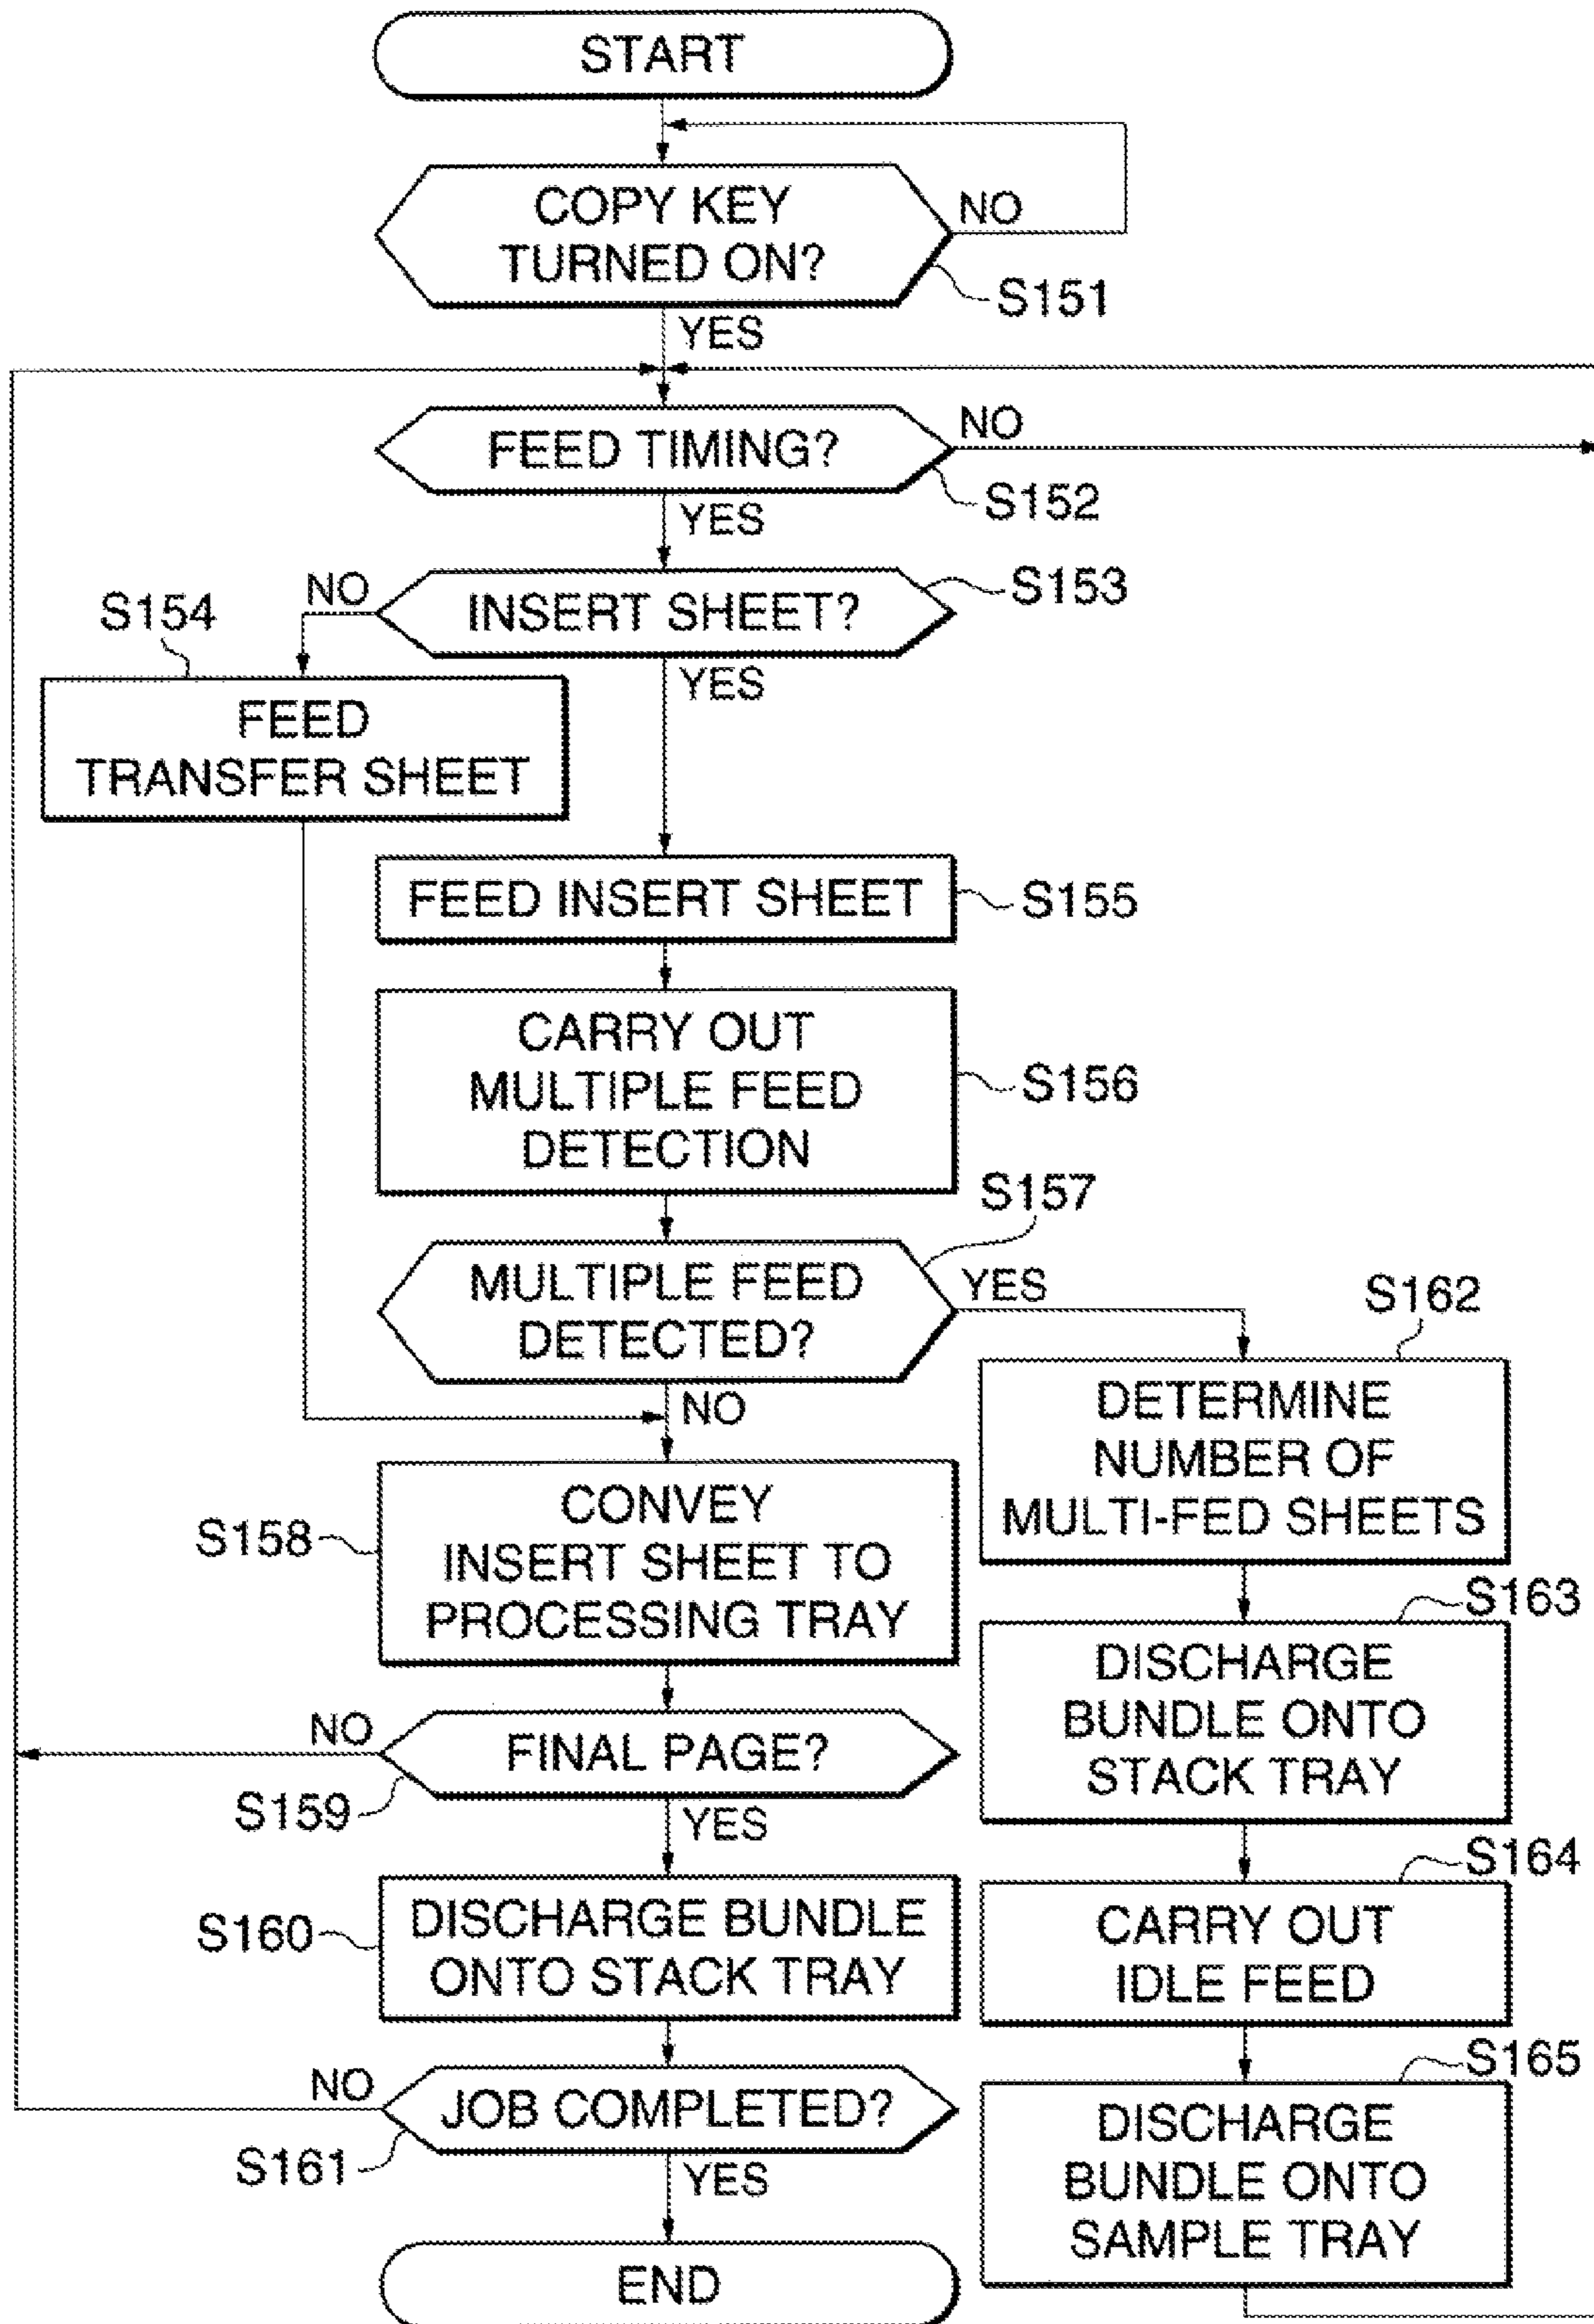 START
COPY KEY
TURNED ON?
NO
S151
YES
FEED TIMING?
NO
S152
YES
INSERT SHEET?
S153
NO
S154
YES
FEED
TRANSFER SHEET
FEED INSERT SHEET
S155
CARRY OUT
MULTIPLE FEED
DETECTION
S156
S157
MULTIPLE FEED
DETECTED?
YES
NO
S162
DETERMINE
NUMBER OF
MULTI-FED SHEETS
S158
CONVEY
INSERT SHEET TO
PROCESSING TRAY
S163
DISCHARGE
BUNDLE ONTO
STACK TRAY
NO
FINAL PAGE?
S159
YES
S164
CARRY OUT
IDLE FEED
S160
DISCHARGE BUNDLE
ONTO STACK TRAY
S165
DISCHARGE
BUNDLE ONTO
SAMPLE TRAY
NO
JOB COMPLETED?
S161
YES
END